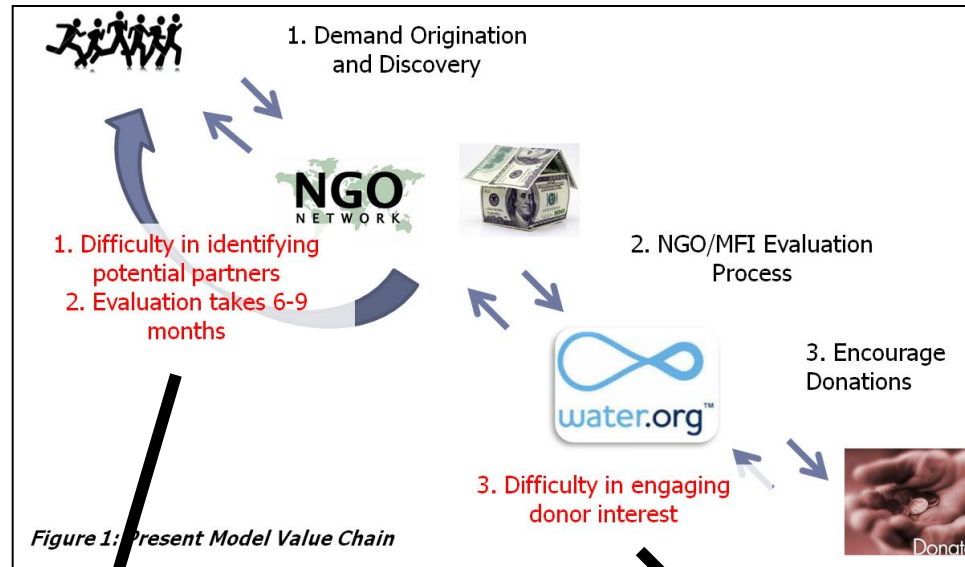 1. Demand Origination
and Discovery
NGO
NETWORK
1. Difficulty in identifying
potential partners
2. Evaluation takes 6-9
months
2. NGO/MFI Evaluation
Process
water.org™
3. Encourage
Donations
3. Difficulty in engaging
donor interest
Donat
Figure 1: Present Model Value Chain